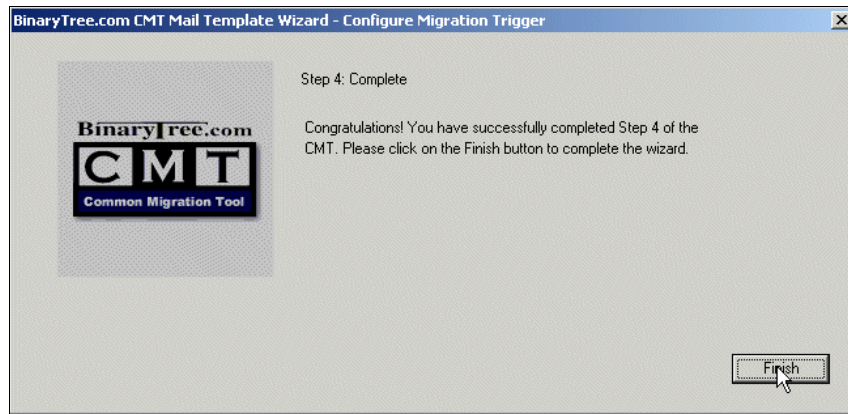 BinaryTree.com CMT Mail Template Wizard - Configure Migration Trigger
Step 4: Complete
BinaryTree.com
CMT
Common Migration Tool
Congratulations! You have successfully completed Step 4 of the
CMT. Please click on the Finish button to complete the wizard.
Finish